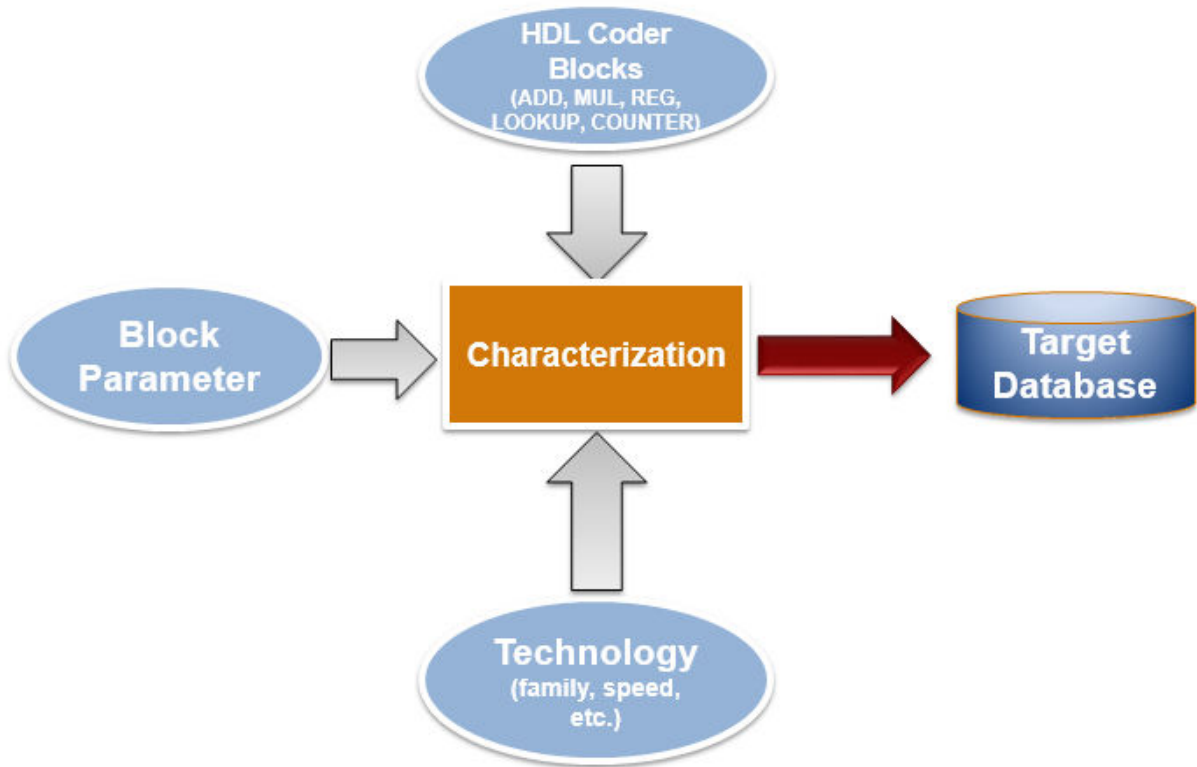 HDL Coder
Blocks
(ADD, MUL, REG,
LOOKUP, COUNTER)
Block
Parameter
Characterization
Target
Database
Technology
(family, speed,
etc.)